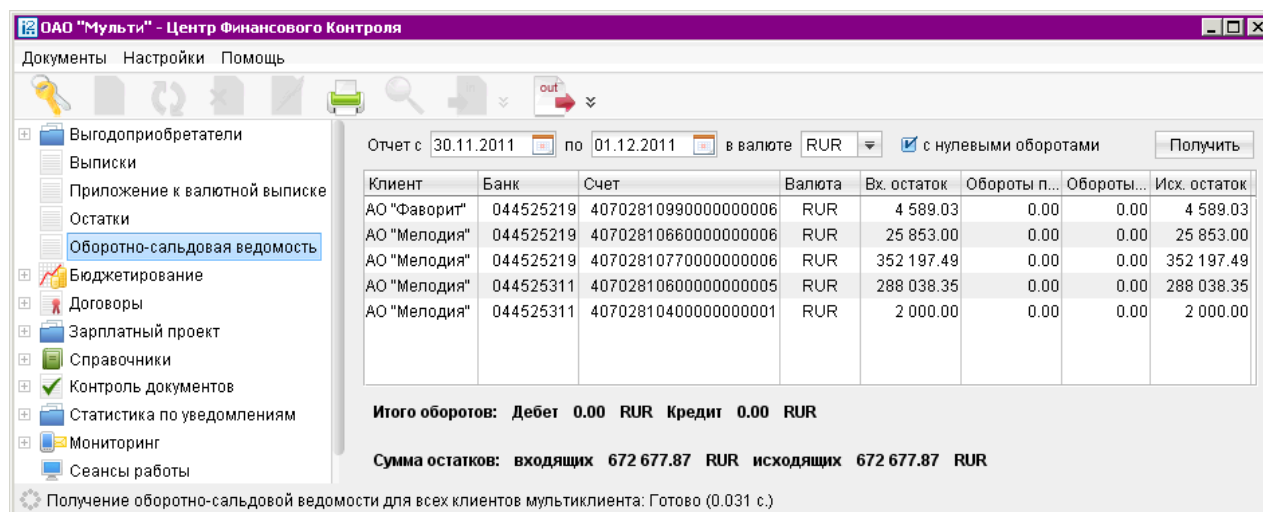 ОАО "Мульти" - Центр Финансового Контроля
Документы Настройки Помощь
out
Выгодоприобретатели
Выписки
Приложение к валютной выписке
Остатки
Оборотно-сальдовая ведомость
Бюджетирование
Договоры
Зарплатный проект
Справочники
Контроль документов
Статистика по уведомлениям
Мониторинг
Сеансы работы
Отчет с 30.11.2011 по 01.12.2011 в валюте RUR с нулевыми оборотами Получить
Клиент Банк Счет Валюта Вх. остаток Обороты п... Обороты... Исх. остаток
АО "Фаворит" 044525219 40702810990000000006 RUR 4 589.03 0.00 0.00 4 589.03
АО "Мелодия" 044525219 40702810660000000006 RUR 25 853.00 0.00 0.00 25 853.00
АО "Мелодия" 044525219 40702810770000000006 RUR 352 197.49 0.00 0.00 352 197.49
АО "Мелодия" 044525311 40702810600000000005 RUR 288 038.35 0.00 0.00 288 038.35
АО "Мелодия" 044525311 40702810400000000001 RUR 2 000.00 0.00 0.00 2 000.00
Итого оборотов: Дебет 0.00 RUR Кредит 0.00 RUR
Сумма остатков: входящих 672 677.87 RUR исходящих 672 677.87 RUR
Получение оборотно-сальдовой ведомости для всех клиентов мультиклиента: Готово (0.031 с.)